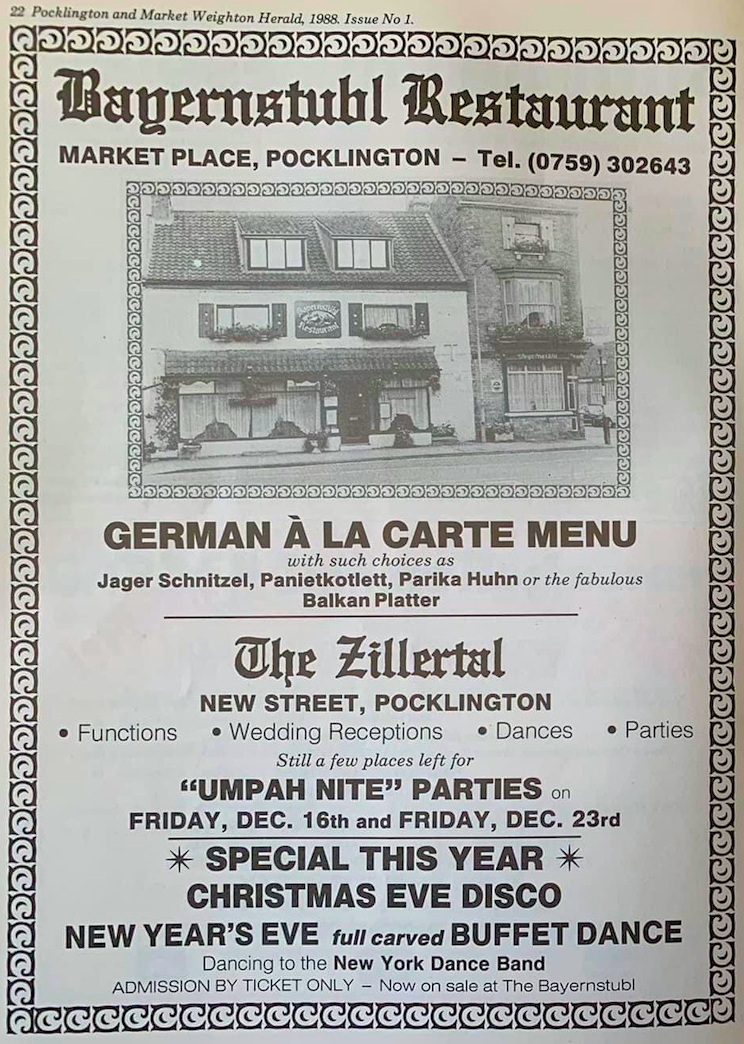 22 Pocklington and Market Weighton Herald, 1988. Issue No 1.
Bayernstubl Restaurant
MARKET PLACE, POCKLINGTON – Tel. (0759) 302643
Bayernstubl
Restaurant
GERMAN À LA CARTE MENU
with such choices as
Jager Schnitzel, Panietkotlett, Parika Huhn or the fabulous
Balkan Platter
The Zillertal
NEW STREET, POCKLINGTON
• Functions • Wedding Receptions • Dances • Parties
Still a few places left for
“UMPAH NITE” PARTIES on
FRIDAY, DEC. 16th and FRIDAY, DEC. 23rd
✴ SPECIAL THIS YEAR ✴
CHRISTMAS EVE DISCO
NEW YEAR'S EVE full carved BUFFET DANCE
Dancing to the New York Dance Band
ADMISSION BY TICKET ONLY – Now on sale at The Bayernstubl